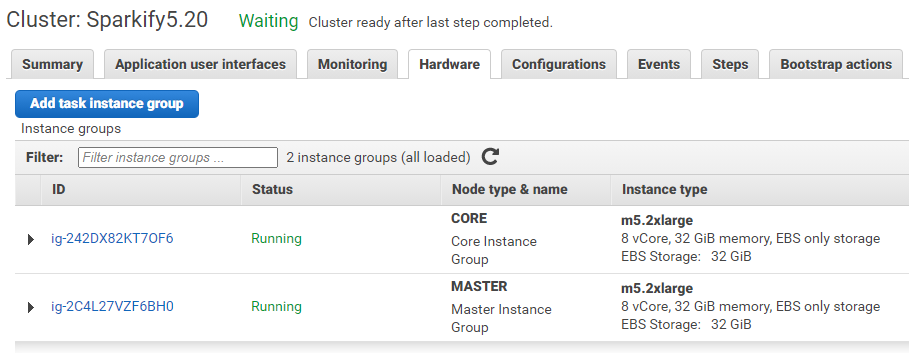 Cluster: Sparkify5.20 Waiting Cluster ready after last step completed.
Summary Application user interfaces Monitoring Hardware Configurations Events Steps Bootstrap actions
Add task instance group
Instance groups
Filter: Filter instance groups ... 2 instance groups (all loaded)
ID Status Node type & name Instance type
ig-242DX82KT7OF6 Running
CORE
Core Instance
Group
m5.2xlarge
8 vCore, 32 GiB memory, EBS only storage
EBS Storage: 32 GiB
ig-2C4L27VZF6BH0 Running
MASTER
Master Instance
Group
m5.2xlarge
8 vCore, 32 GiB memory, EBS only storage
EBS Storage: 32 GiB